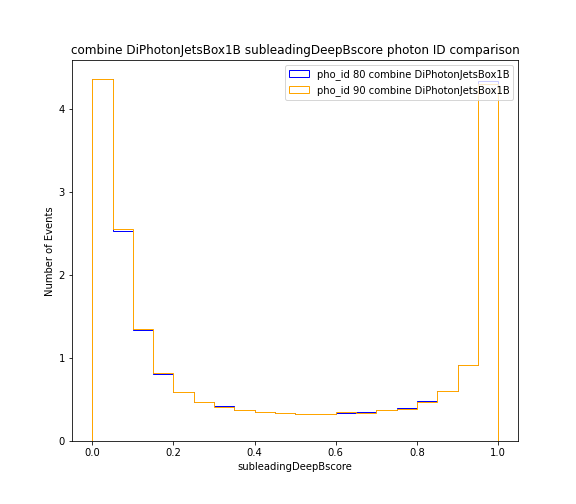 combine DiPhotonJetsBox1B subleadingDeepBscore photon ID comparison
pho_id 80 combine DiPhotonJetsBox1B
pho_id 90 combine DiPhotonJetsBox1B
Number of Events
4
3
2
1
0
0.0 0.2 0.4 0.6 0.8 1.0
subleadingDeepBscore